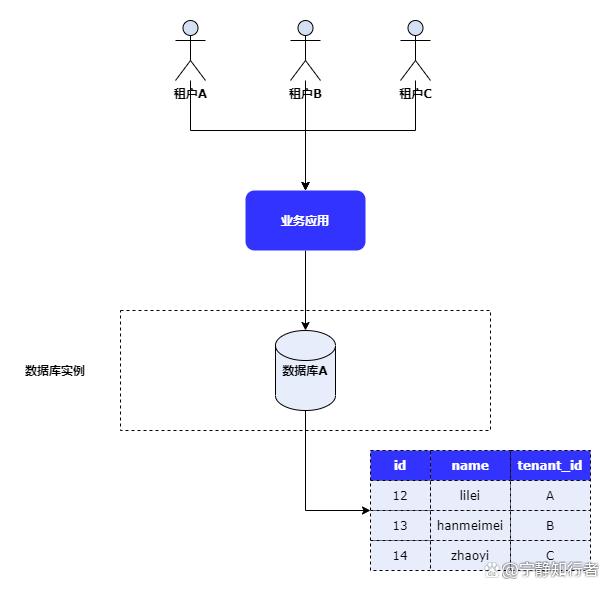 租户A 租户B 租户C
业务应用
数据库实例
数据库A
id name tenant_id
12 lilei A
13 hanmeimei B
14 zhaoyi C
@宁静知行者